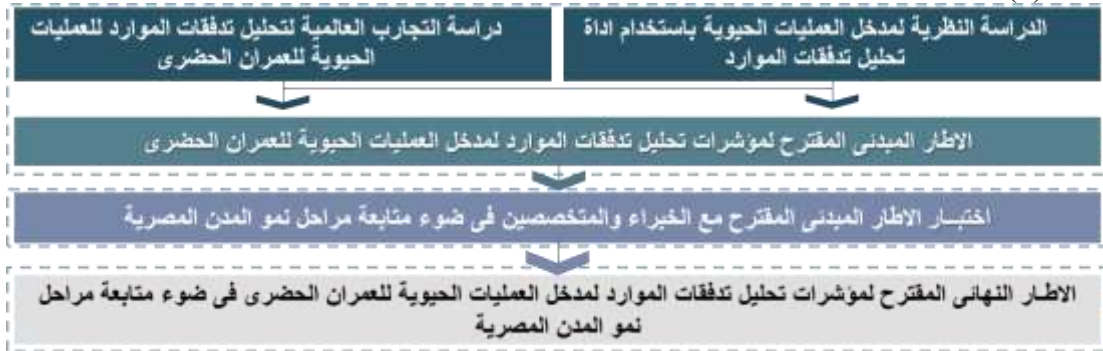 الدراسة النظرية لمدخل العمليات الحيوية باستخدام اداة
تحليل تدفقات الموارد
دراسة التجارب العالمية لتحليل تدفقات الموارد للعمليات
الحيوية للعمران الحضرى
الاطار المبدئى المقترح لمؤشرات تحليل تدفقات الموارد لمدخل العمليات الحيوية للعمران الحضرى
اختبار الاطار المبدئى المقترح مع الخبراء والمتخصصين فى ضوء متابعة مراحل نمو المدن المصرية
الاطار النهائى المقترح لمؤشرات تحليل تدفقات الموارد لمدخل العمليات الحيوية للعمران الحضرى فى ضوء متابعة مراحل
نمو المدن المصرية